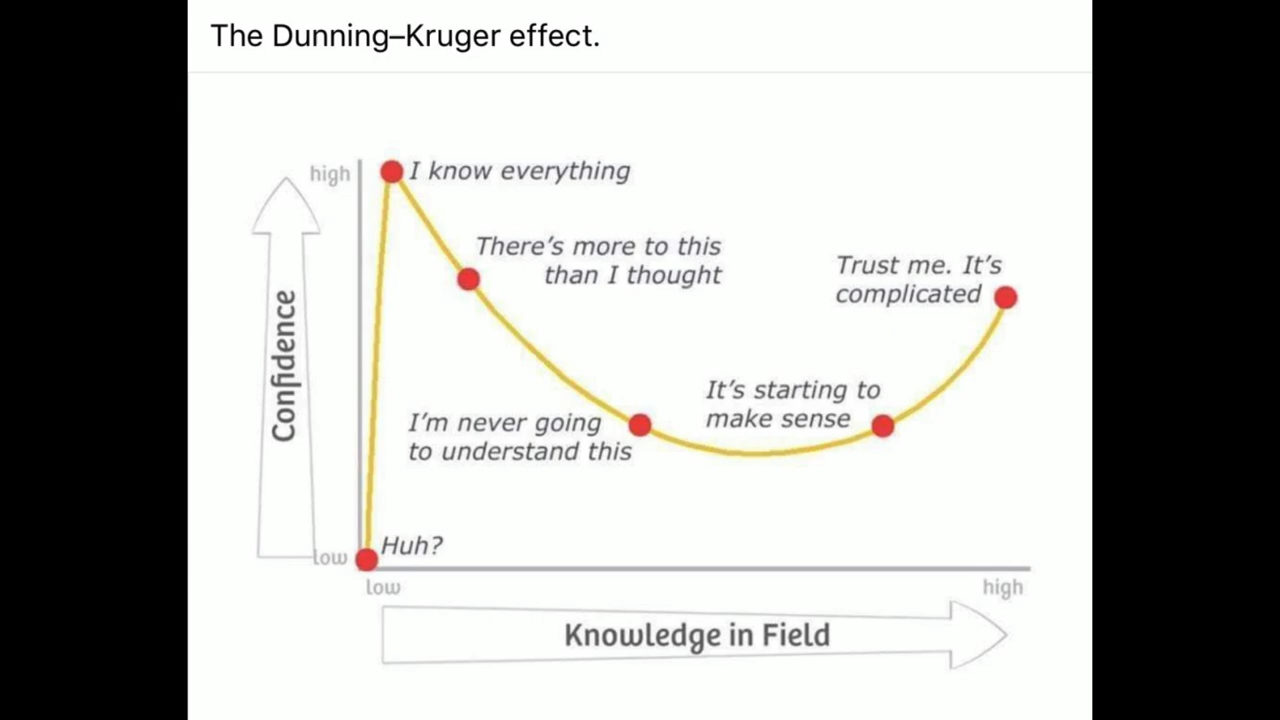 The Dunning–Kruger effect.
high
I know everything
There's more to this
than I thought
Trust me. It's
complicated
Confidence
It's starting to
make sense
I'm never going
to understand this
Huh?
low
low
high
Knowledge in Field